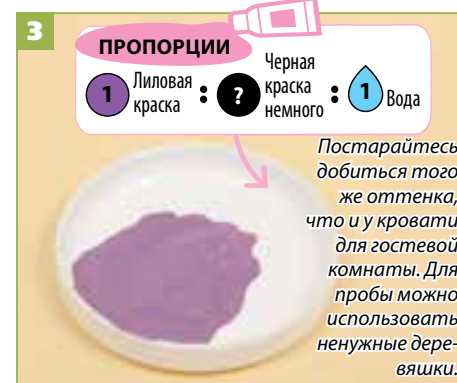 3
ПРОПОРЦИИ
1 Лиловая краска : ? Черная краска немного : 1 Вода
Постарайтесь
добиться того
же оттенка,
что и у кровати
для гостевой
комнаты. Для
пробы можно
использовать
ненужные дере-
вяшки.